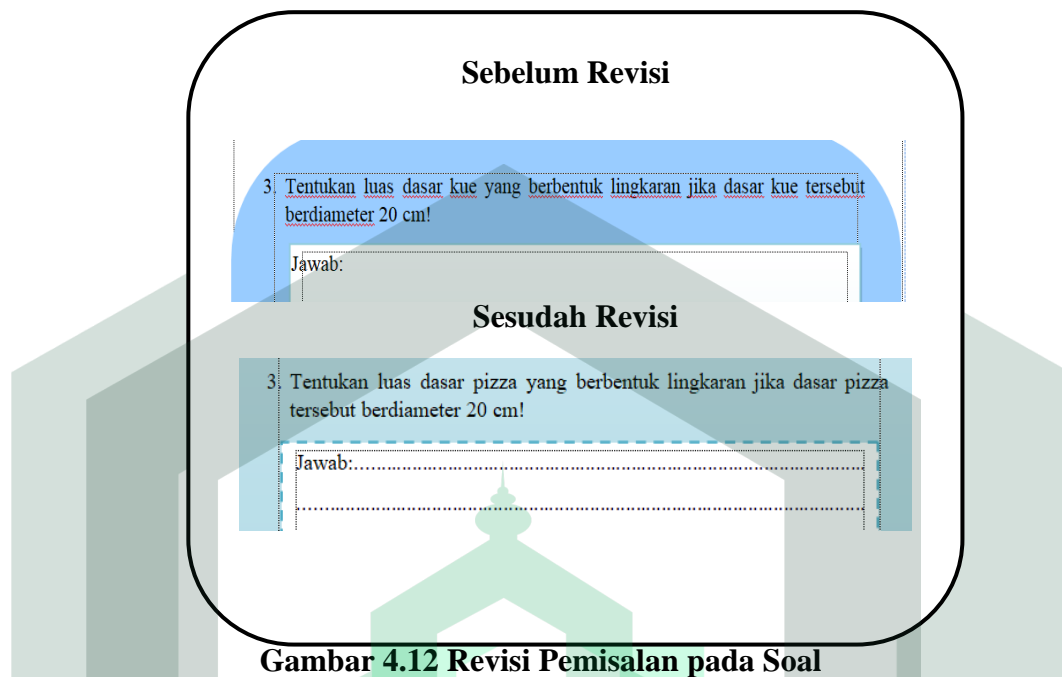 Sebelum Revisi
3. Tentukan luas dasar kue yang berbentuk lingkaran jika dasar kue tersebut
berdiameter 20 cm!
Jawab:
Sesudah Revisi
3. Tentukan luas dasar pizza yang berbentuk lingkaran jika dasar pizza
tersebut berdiameter 20 cm!
Jawab:..........................................................................................
....................................................................................................
Gambar 4.12 Revisi Pemisalan pada Soal